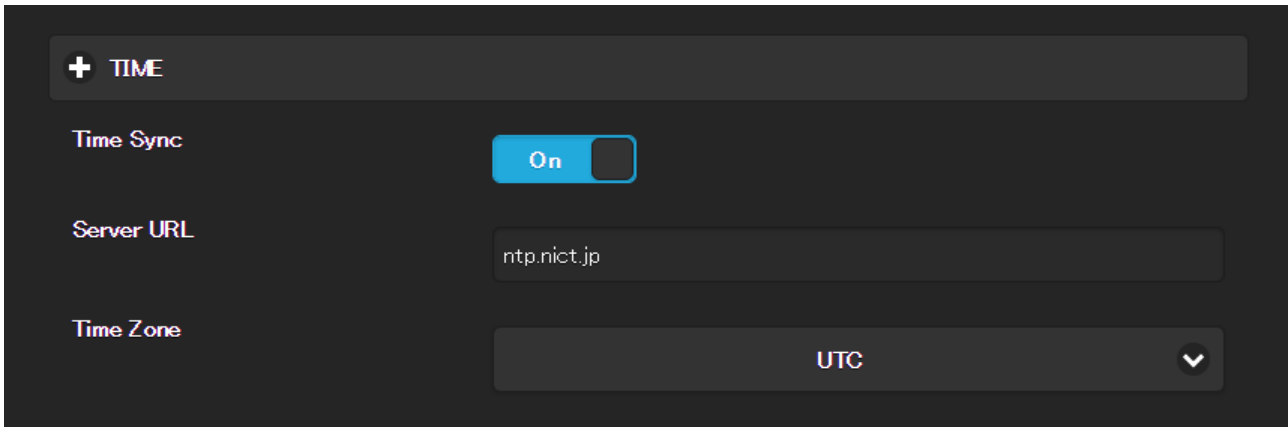 TIME
Time Sync
On
Server URL
ntp.nict.jp
Time Zone
UTC